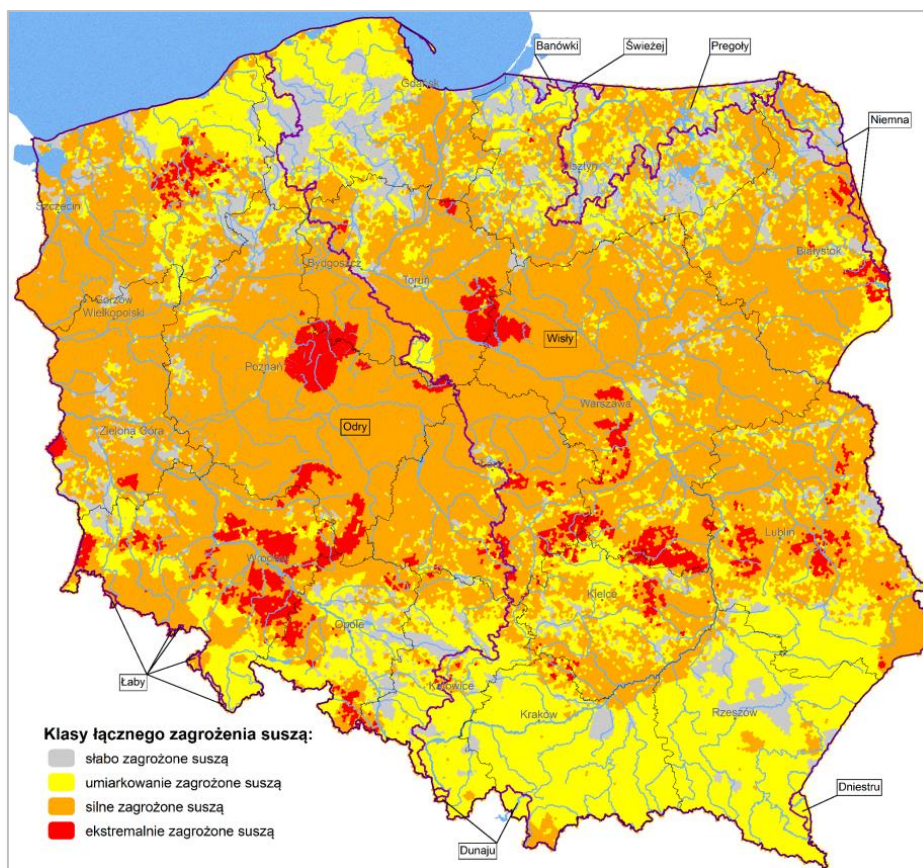 Banówki
Świeżej
Pregoły
Niemna
Gdańsk
Olsztyn
Szczecin
Białystok
Bydgoszcz
Toruń
Gorzów
Wielkopolski
Wisły
Poznań
Warszawa
Zielona Góra
Odry
Lublin
Wrocław
Kielce
Opole
Łaby
Katowice
Kraków
Rzeszów
Klasy łącznego zagrożenia suszą:
słabo zagrożone suszą
umiarkowanie zagrożone suszą
silne zagrożone suszą
ekstremalnie zagrożone suszą
Dniestru
Dunaju